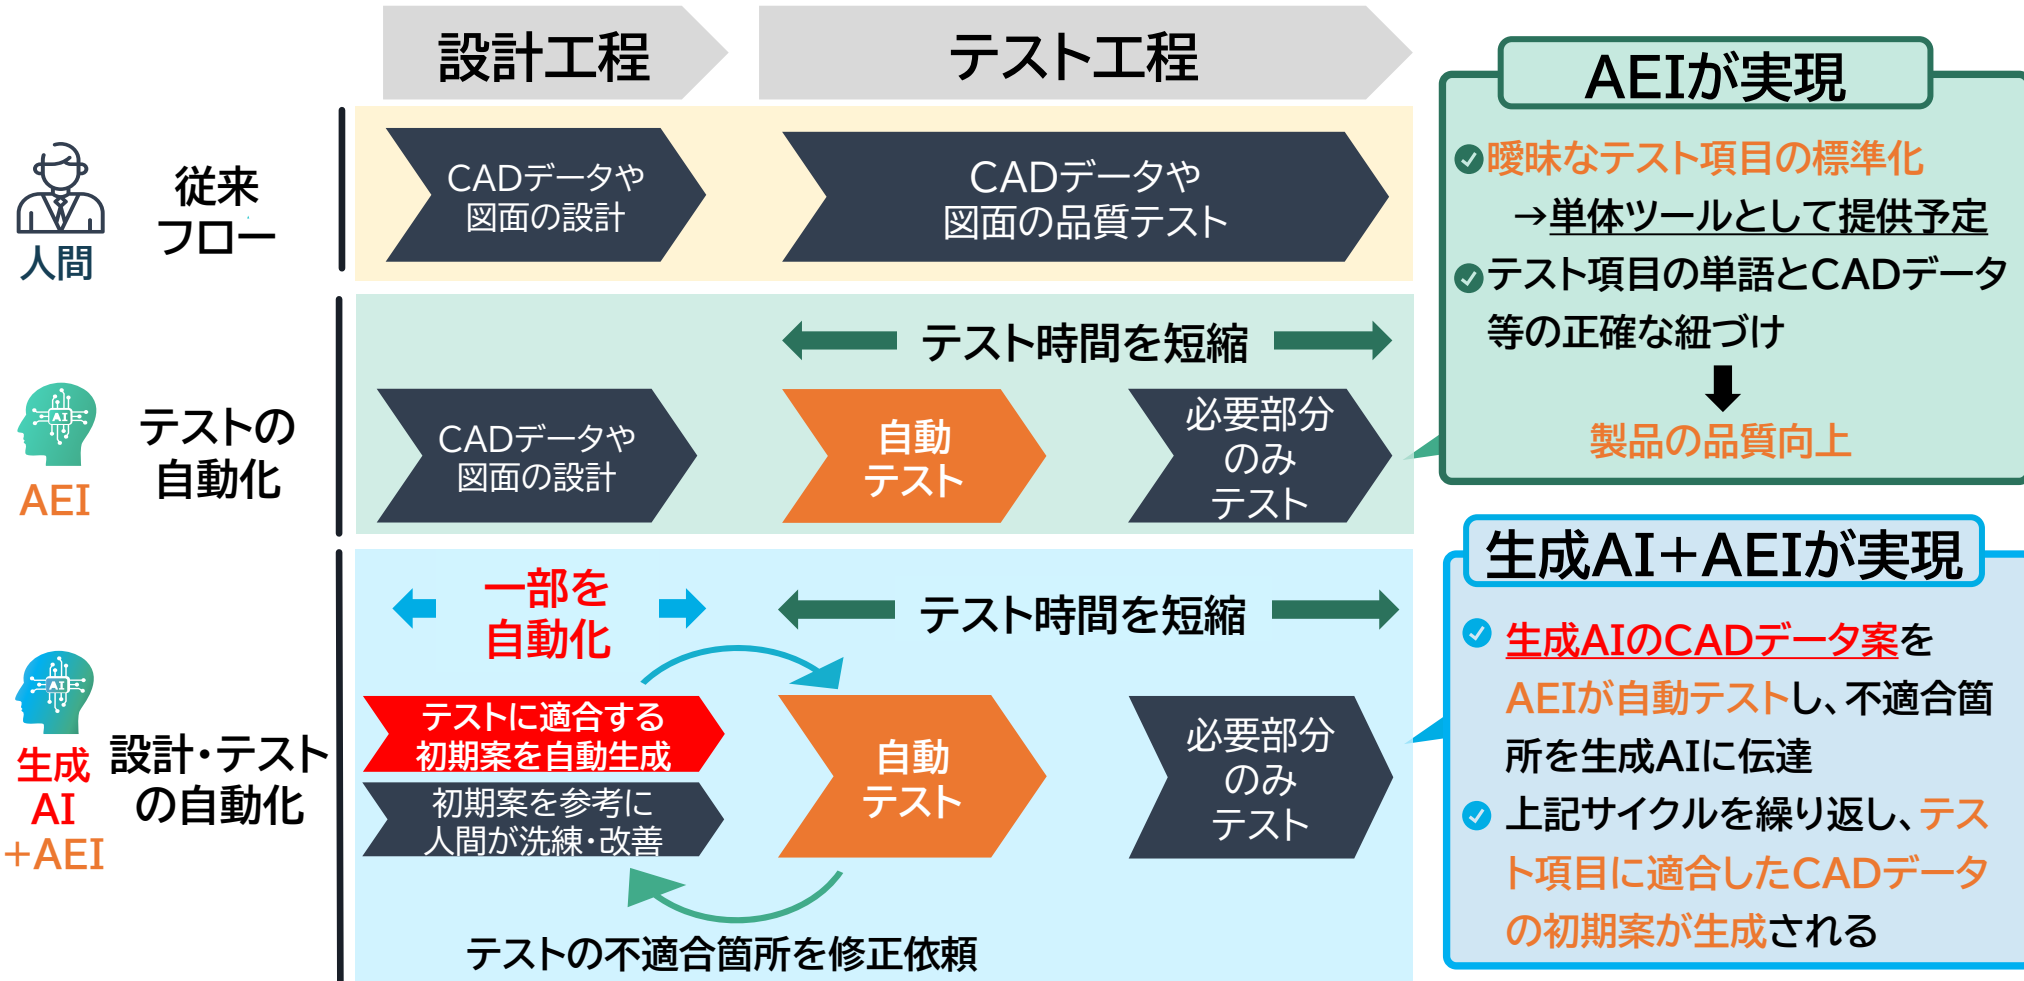 設計工程
テスト工程
人間
従来
フロー
CADデータや
図面の設計
CADデータや
図面の品質テスト
AI
AEI
テストの
自動化
テスト時間を短縮
CADデータや
図面の設計
自動
テスト
必要部分
のみ
テスト
AI
生成
AI
+AEI
設計・テスト
の自動化
一部を
自動化
テスト時間を短縮
テストに適合する
初期案を自動生成
初期案を参考に
人間が洗練・改善
自動
テスト
必要部分
のみ
テスト
テストの不適合箇所を修正依頼
AEIが実現
曖昧なテスト項目の標準化
→単体ツールとして提供予定
テスト項目の単語とCADデータ
等の正確な紐づけ
製品の品質向上
生成AI+AEIが実現
生成AIのCADデータ案を
AEIが自動テストし、不適合箇
所を生成AIに伝達
上記サイクルを繰り返し、テス
ト項目に適合したCADデータ
の初期案が生成される